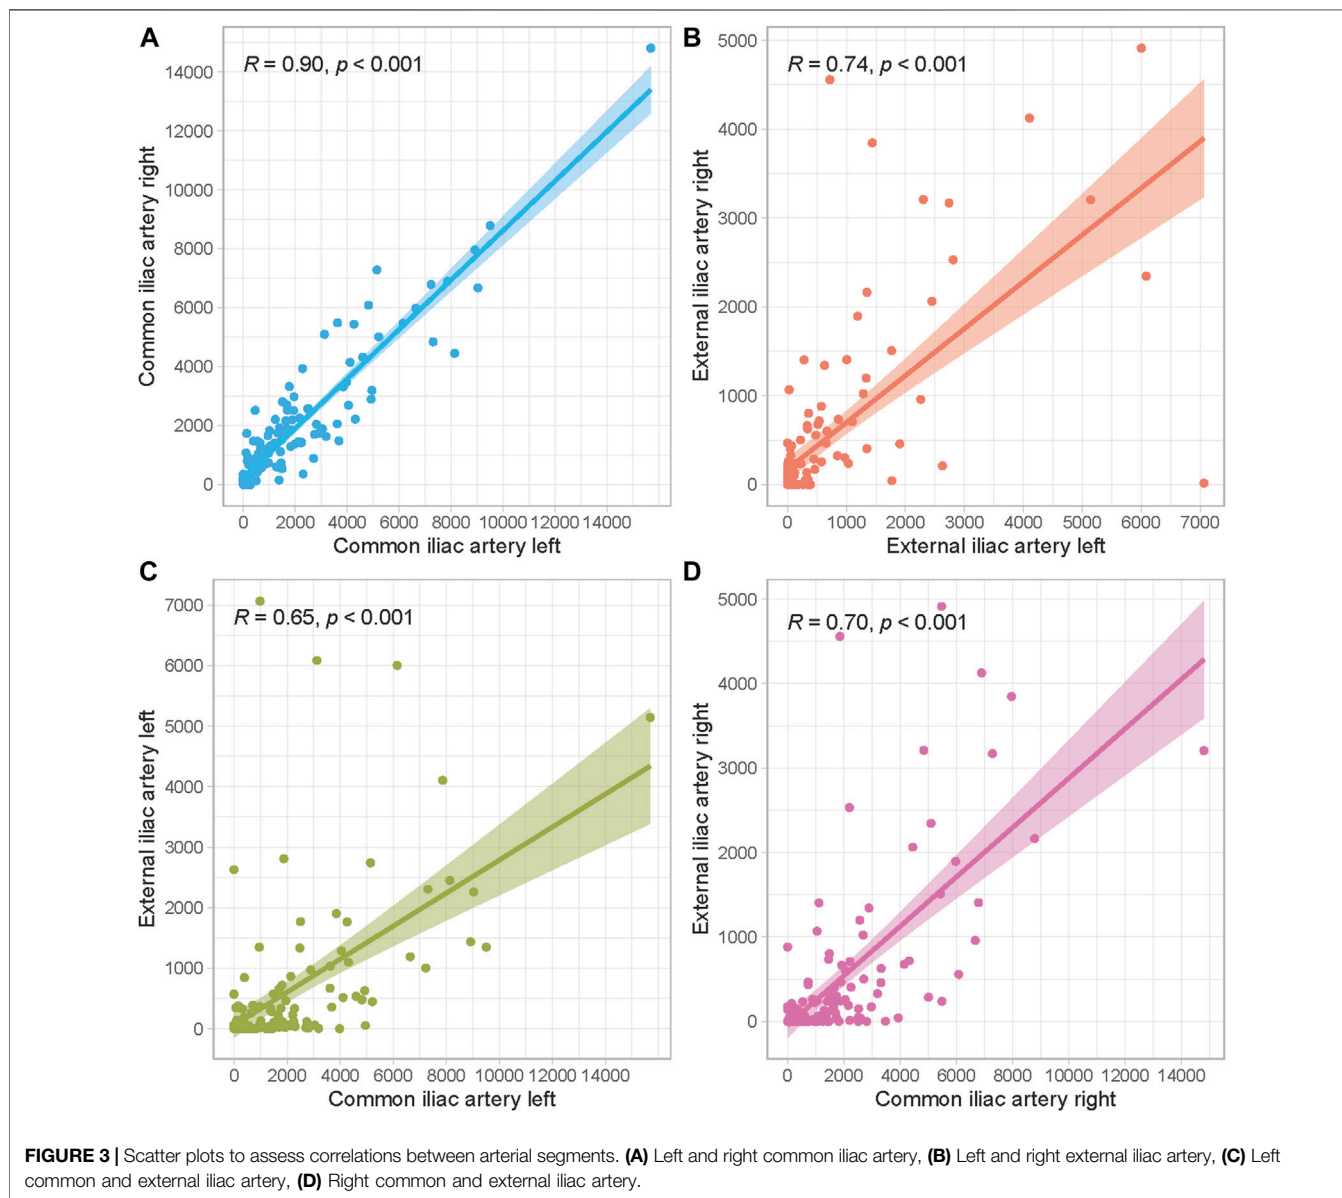 A
R = 0.90, p < 0.001
14000
12000
10000
8000
6000
4000
2000
0
Common iliac artery right
0 2000 4000 6000 8000 10000 12000 14000
Common iliac artery left
B
R = 0.74, p < 0.001
5000
4000
3000
2000
1000
0
External iliac artery right
0 1000 2000 3000 4000 5000 6000 7000
External iliac artery left
C
R = 0.65, p < 0.001
7000
6000
5000
4000
3000
2000
1000
0
External iliac artery left
0 2000 4000 6000 8000 10000 12000 14000
Common iliac artery left
D
R = 0.70, p < 0.001
5000
4000
3000
2000
1000
0
External iliac artery right
0 2000 4000 6000 8000 10000 12000 14000
Common iliac artery right
FIGURE 3 | Scatter plots to assess correlations between arterial segments. (A) Left and right common iliac artery, (B) Left and right external iliac artery, (C) Left
common and external iliac artery, (D) Right common and external iliac artery.